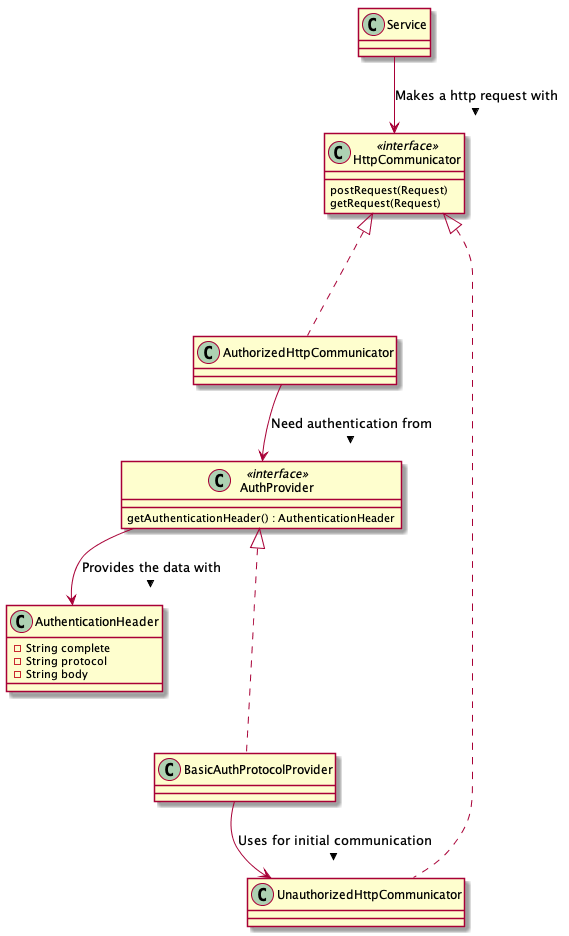 C Service
Makes a http request with
▼
C «interface»
HttpCommunicator
postRequest(Request)
getRequest(Request)
C AuthorizedHttpCommunicator
Need authentication from
▼
C «interface»
AuthProvider
getAuthenticationHeader() : AuthenticationHeader
Provides the data with
▼
C AuthenticationHeader
String complete
String protocol
String body
C BasicAuthProtocolProvider
Uses for initial communication
▼
C UnauthorizedHttpCommunicator